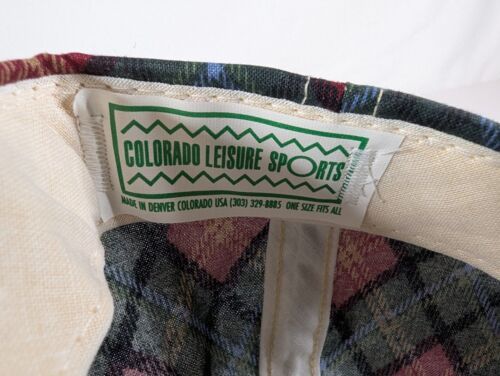 COLORADO LEISURE SPORTS
MADE IN DENVER COLORADO USA (303) 329-8885 ONE SIZE FITS ALL